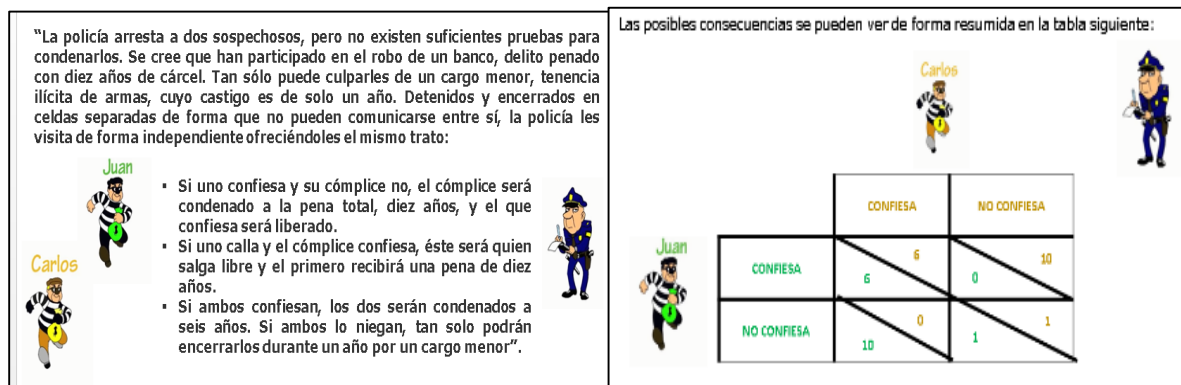 “La policía arresta a dos sospechosos, pero no existen suficientes pruebas para
condenarlos. Se cree que han participado en el robo de un banco, delito penado
con diez años de cárcel. Tan sólo puede culparles de un cargo menor, tenencia
ilícita de armas, cuyo castigo es de solo un año. Detenidos y encerrados en
celdas separadas de forma que no pueden comunicarse entre sí, la policía les
visita de forma independiente ofreciéndoles el mismo trato:
Juan
Carlos
▪ Si uno confiesa y su cómplice no, el cómplice será
condenado a la pena total, diez años, y el que
confiesa será liberado.
▪ Si uno calla y el cómplice confiesa, éste será quien
salga libre y el primero recibirá una pena de diez
años.
▪ Si ambos confiesan, los dos serán condenados a
seis años. Si ambos lo niegan, tan solo podrán
encerrarlos durante un año por un cargo menor”.
Las posibles consecuencias se pueden ver de forma resumida en la tabla siguiente:
Carlos
CONFIESA NO CONFIESA
Juan
CONFIESA 6 6 0 10
NO CONFIESA 10 0 1 1